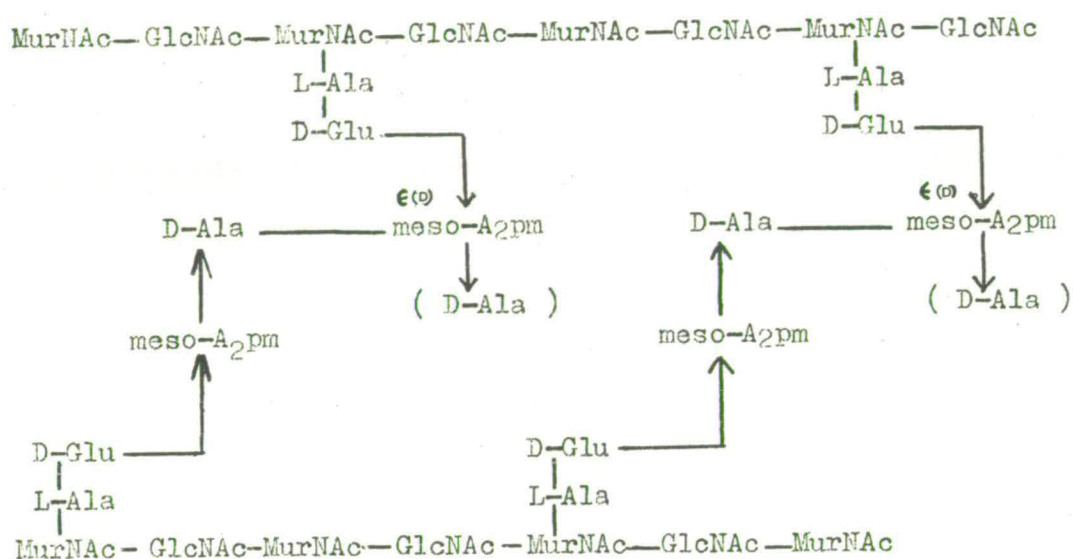 MurNAc—GlcNAc—MurNAc—GlcNAc—MurNAc—GlcNAc—MurNAc—GlcNAc
L-Ala L-Ala
D-Glu D-Glu
ϵ(D) ϵ(D)
D-Ala meso-A₂pm D-Ala meso-A₂pm
( D-Ala ) ( D-Ala )
meso-A₂pm meso-A₂pm
D-Glu D-Glu
L-Ala L-Ala
MurNAc- GlcNAc-MurNAc—GlcNAc—MurNAc—GlcNAc—MurNAc